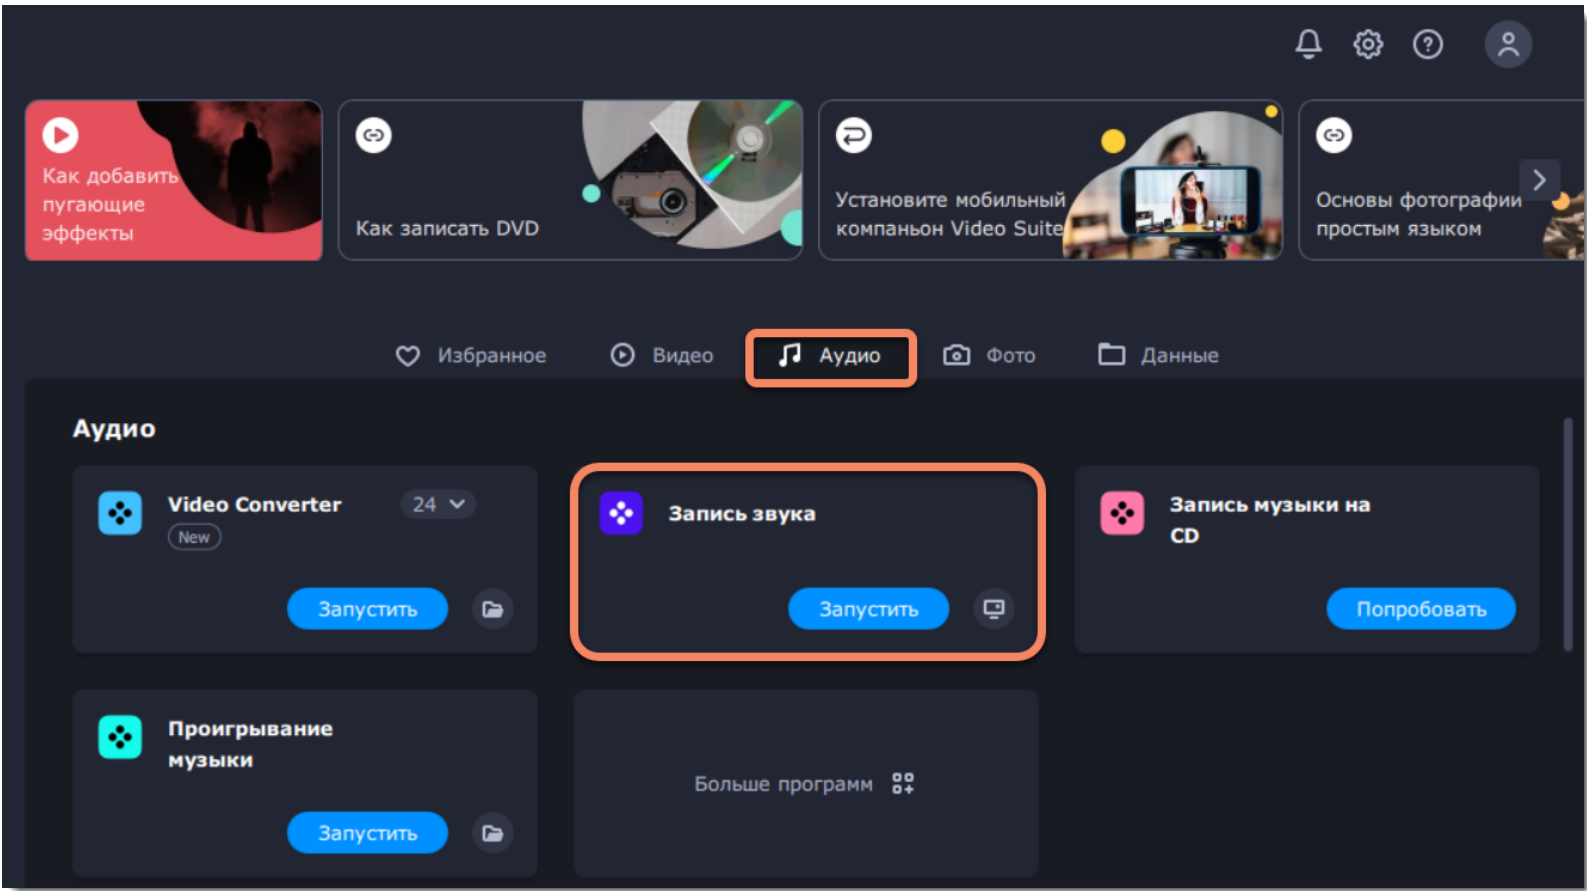 Как добавить
пугающие
эффекты
Как записать DVD
Установите мобильный
компаньон Video Suite
Основы фотографии
простым языком
Избранное
Видео
Аудио
Фото
Данные
Аудио
Video Converter
24
New
Запустить
Запись звука
Запустить
Запись музыки на
CD
Попробовать
Проигрывание
музыки
Запустить
Больше программ